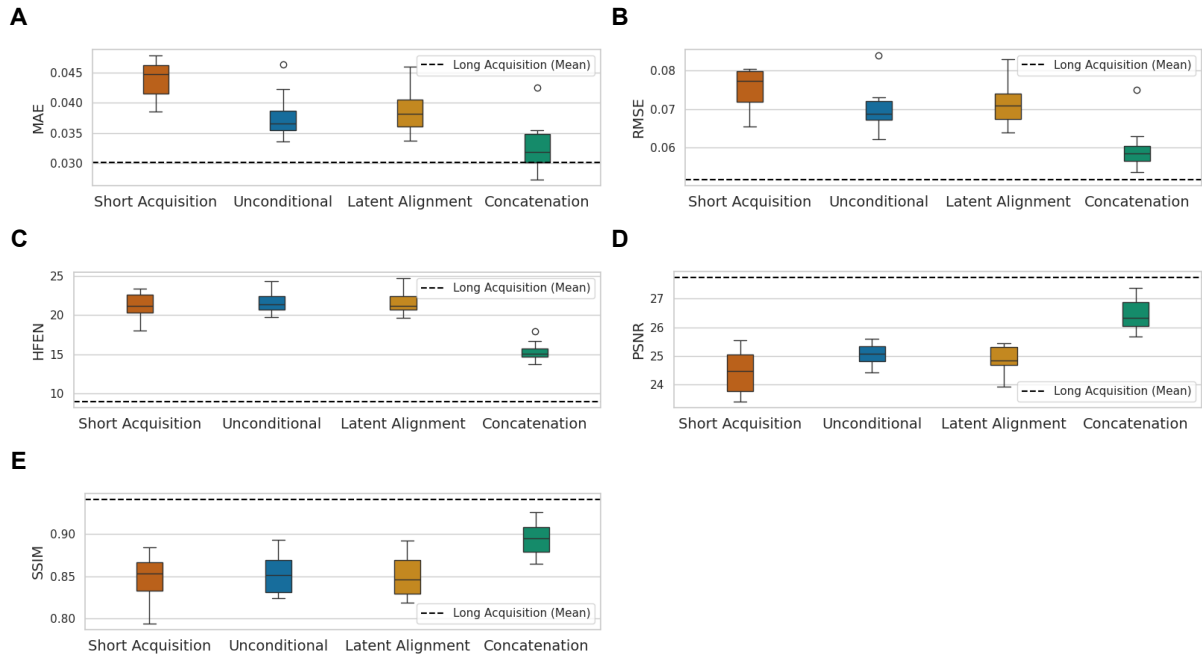 A
MAE
0.045
0.040
0.035
0.030
Long Acquisition (Mean)
Short Acquisition Unconditional Latent Alignment Concatenation
B
RMSE
0.08
0.07
0.06
Long Acquisition (Mean)
Short Acquisition Unconditional Latent Alignment Concatenation
C
HFEN
25
20
15
10
Long Acquisition (Mean)
Short Acquisition Unconditional Latent Alignment Concatenation
D
PSNR
27
26
25
24
Long Acquisition (Mean)
Short Acquisition Unconditional Latent Alignment Concatenation
E
SSIM
0.90
0.85
0.80
Long Acquisition (Mean)
Short Acquisition Unconditional Latent Alignment Concatenation